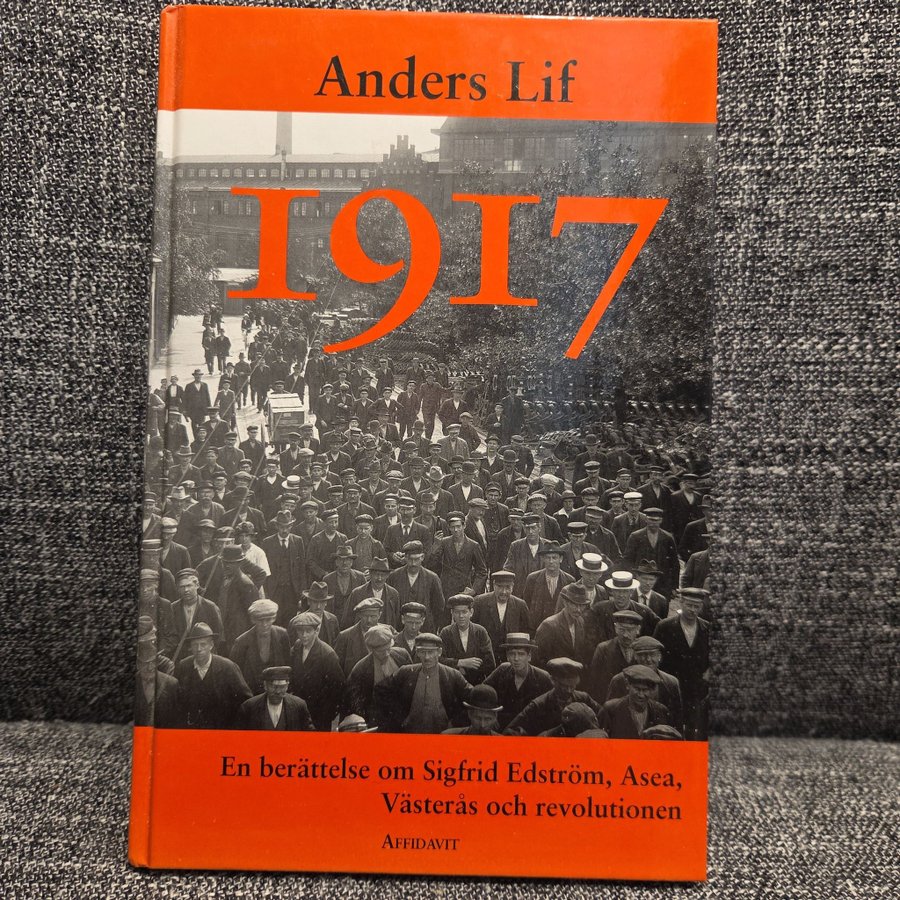 Anders Lif
1917
En berättelse om Sigfrid Edström, Asea,
Västerås och revolutionen
AFFIDAVIT